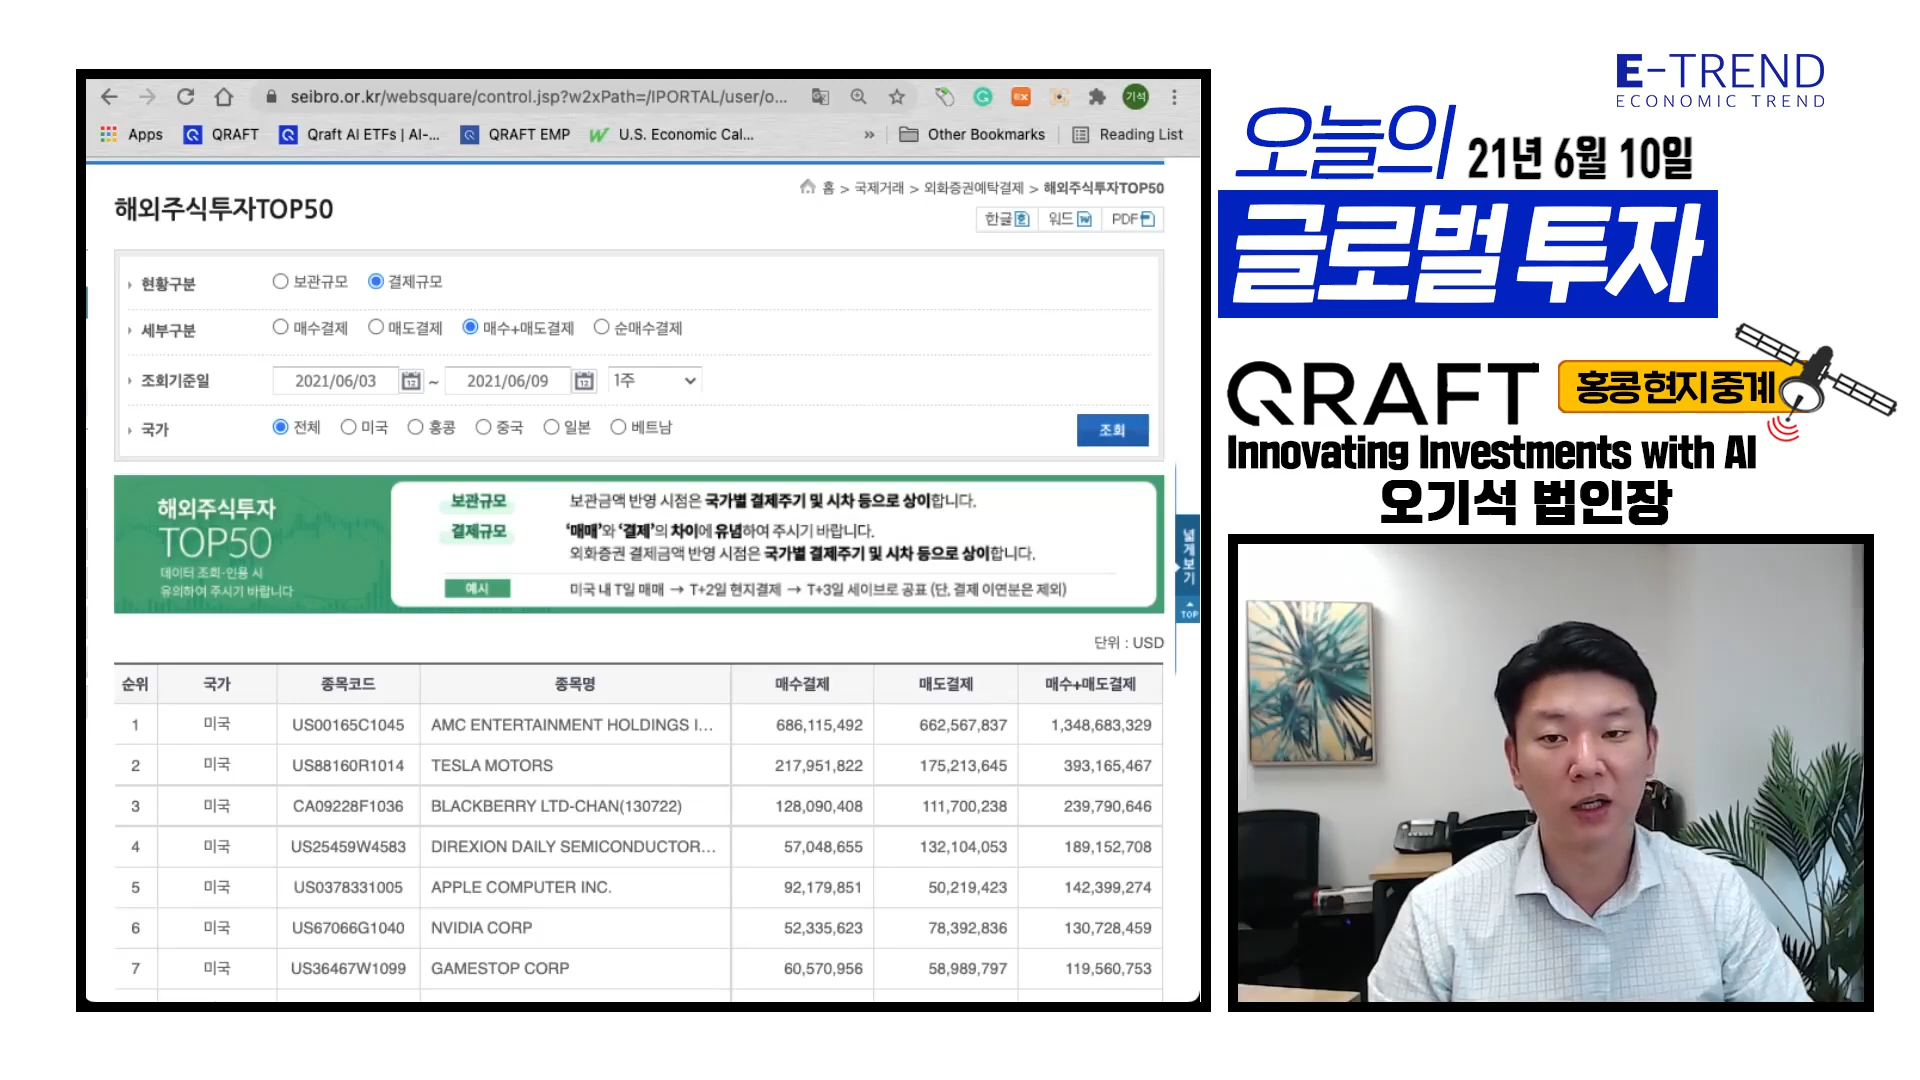 seibro.or.kr/websquare/control.jsp?w2xPath=/IPORTAL/user/o...
기석
Apps QRAFT Qraft AI ETFs | AI-... QRAFT EMP U.S. Economic Cal... » Other Bookmarks Reading List
홈 > 국제거래 > 외화증권예탁결제 > 해외주식투자TOP50
해외주식투자TOP50
한글 워드 PDF
현황구분 보관규모 결제규모
세부구분 매수결제 매도결제 매수+매도결제 순매수결제
조회기준일 2021/06/03 ~ 2021/06/09 1주
국가 전체 미국 홍콩 중국 일본 베트남 조회
해외주식투자
TOP50
데이터 조회·인용 시
유의하여 주시기 바랍니다
보관규모 보관금액 반영 시점은 국가별 결제주기 및 시차 등으로 상이합니다.
결제규모 '매매'와 '결제'의 차이에 유념하여 주시기 바랍니다.
외화증권 결제금액 반영 시점은 국가별 결제주기 및 시차 등으로 상이합니다.
예시 미국 내 T일 매매 → T+2일 현지결제 → T+3일 세이브로 공표 (단, 결제 이연분은 제외)
넓게보기
TOP
단위 : USD
순위 국가 종목코드 종목명 매수결제 매도결제 매수+매도결제
1 미국 US00165C1045 AMC ENTERTAINMENT HOLDINGS I... 686,115,492 662,567,837 1,348,683,329
2 미국 US88160R1014 TESLA MOTORS 217,951,822 175,213,645 393,165,467
3 미국 CA09228F1036 BLACKBERRY LTD-CHAN(130722) 128,090,408 111,700,238 239,790,646
4 미국 US25459W4583 DIREXION DAILY SEMICONDUCTOR... 57,048,655 132,104,053 189,152,708
5 미국 US0378331005 APPLE COMPUTER INC. 92,179,851 50,219,423 142,399,274
6 미국 US67066G1040 NVIDIA CORP 52,335,623 78,392,836 130,728,459
7 미국 US36467W1099 GAMESTOP CORP 60,570,956 58,989,797 119,560,753
E-TREND
ECONOMIC TREND
오늘의 21년 6월 10일
글로벌 투자
QRAFT 홍콩 현지 중계
Innovating Investments with AI
오기석 법인장